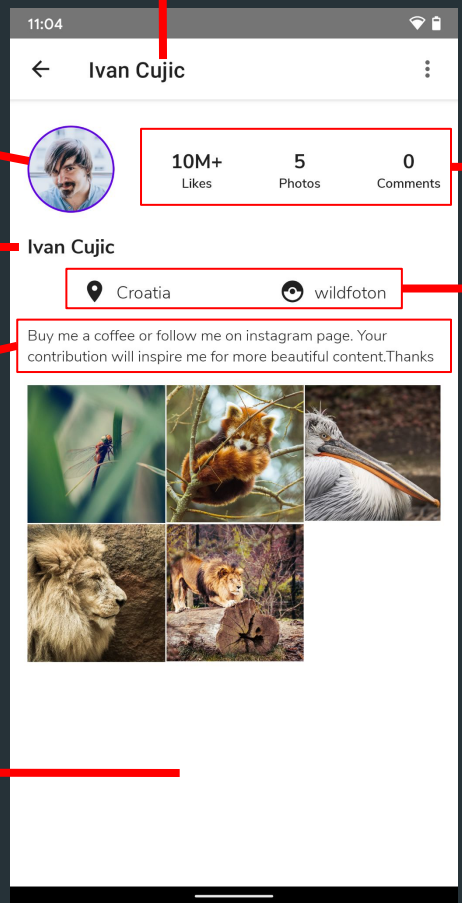 11:04
Ivan Cujic
10M+ 5 0
Likes Photos Comments
Ivan Cujic
Croatia wildfoton
Buy me a coffee or follow me on instagram page. Your
contribution will inspire me for more beautiful content.Thanks